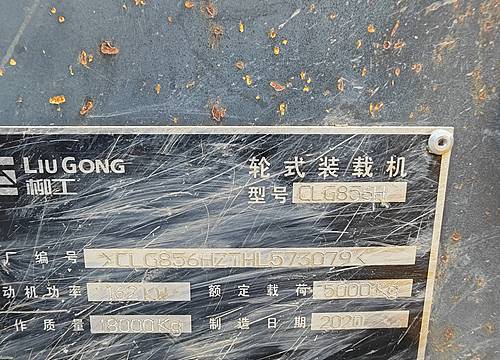 LIUGONG 轮式装载机
柳工 型号 CLG856H
厂编号 >CLG856HZTHL573079<
动机功率 162KW 额定载荷 5000Kg
作质量 18000Kg 制造日期 2020